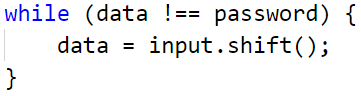 while (data !== password) {
    data = input.shift();
}